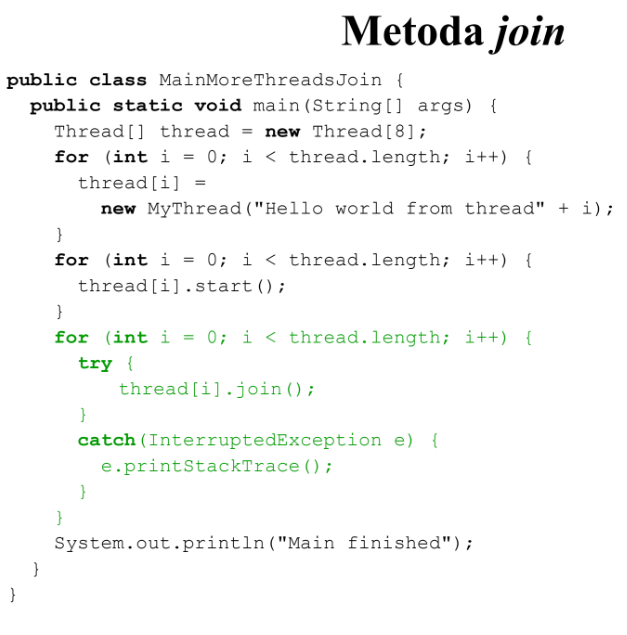 Metoda join
public class MainMoreThreadsJoin {
  public static void main(String[] args) {
    Thread[] thread = new Thread[8];
    for (int i = 0; i < thread.length; i++) {
      thread[i] =
        new MyThread("Hello world from thread" + i);
    }
    for (int i = 0; i < thread.length; i++) {
      thread[i].start();
    }
    for (int i = 0; i < thread.length; i++) {
      try {
         thread[i].join();
      }
      catch(InterruptedException e) {
        e.printStackTrace();
      }
    }
    System.out.println("Main finished");
  }
}